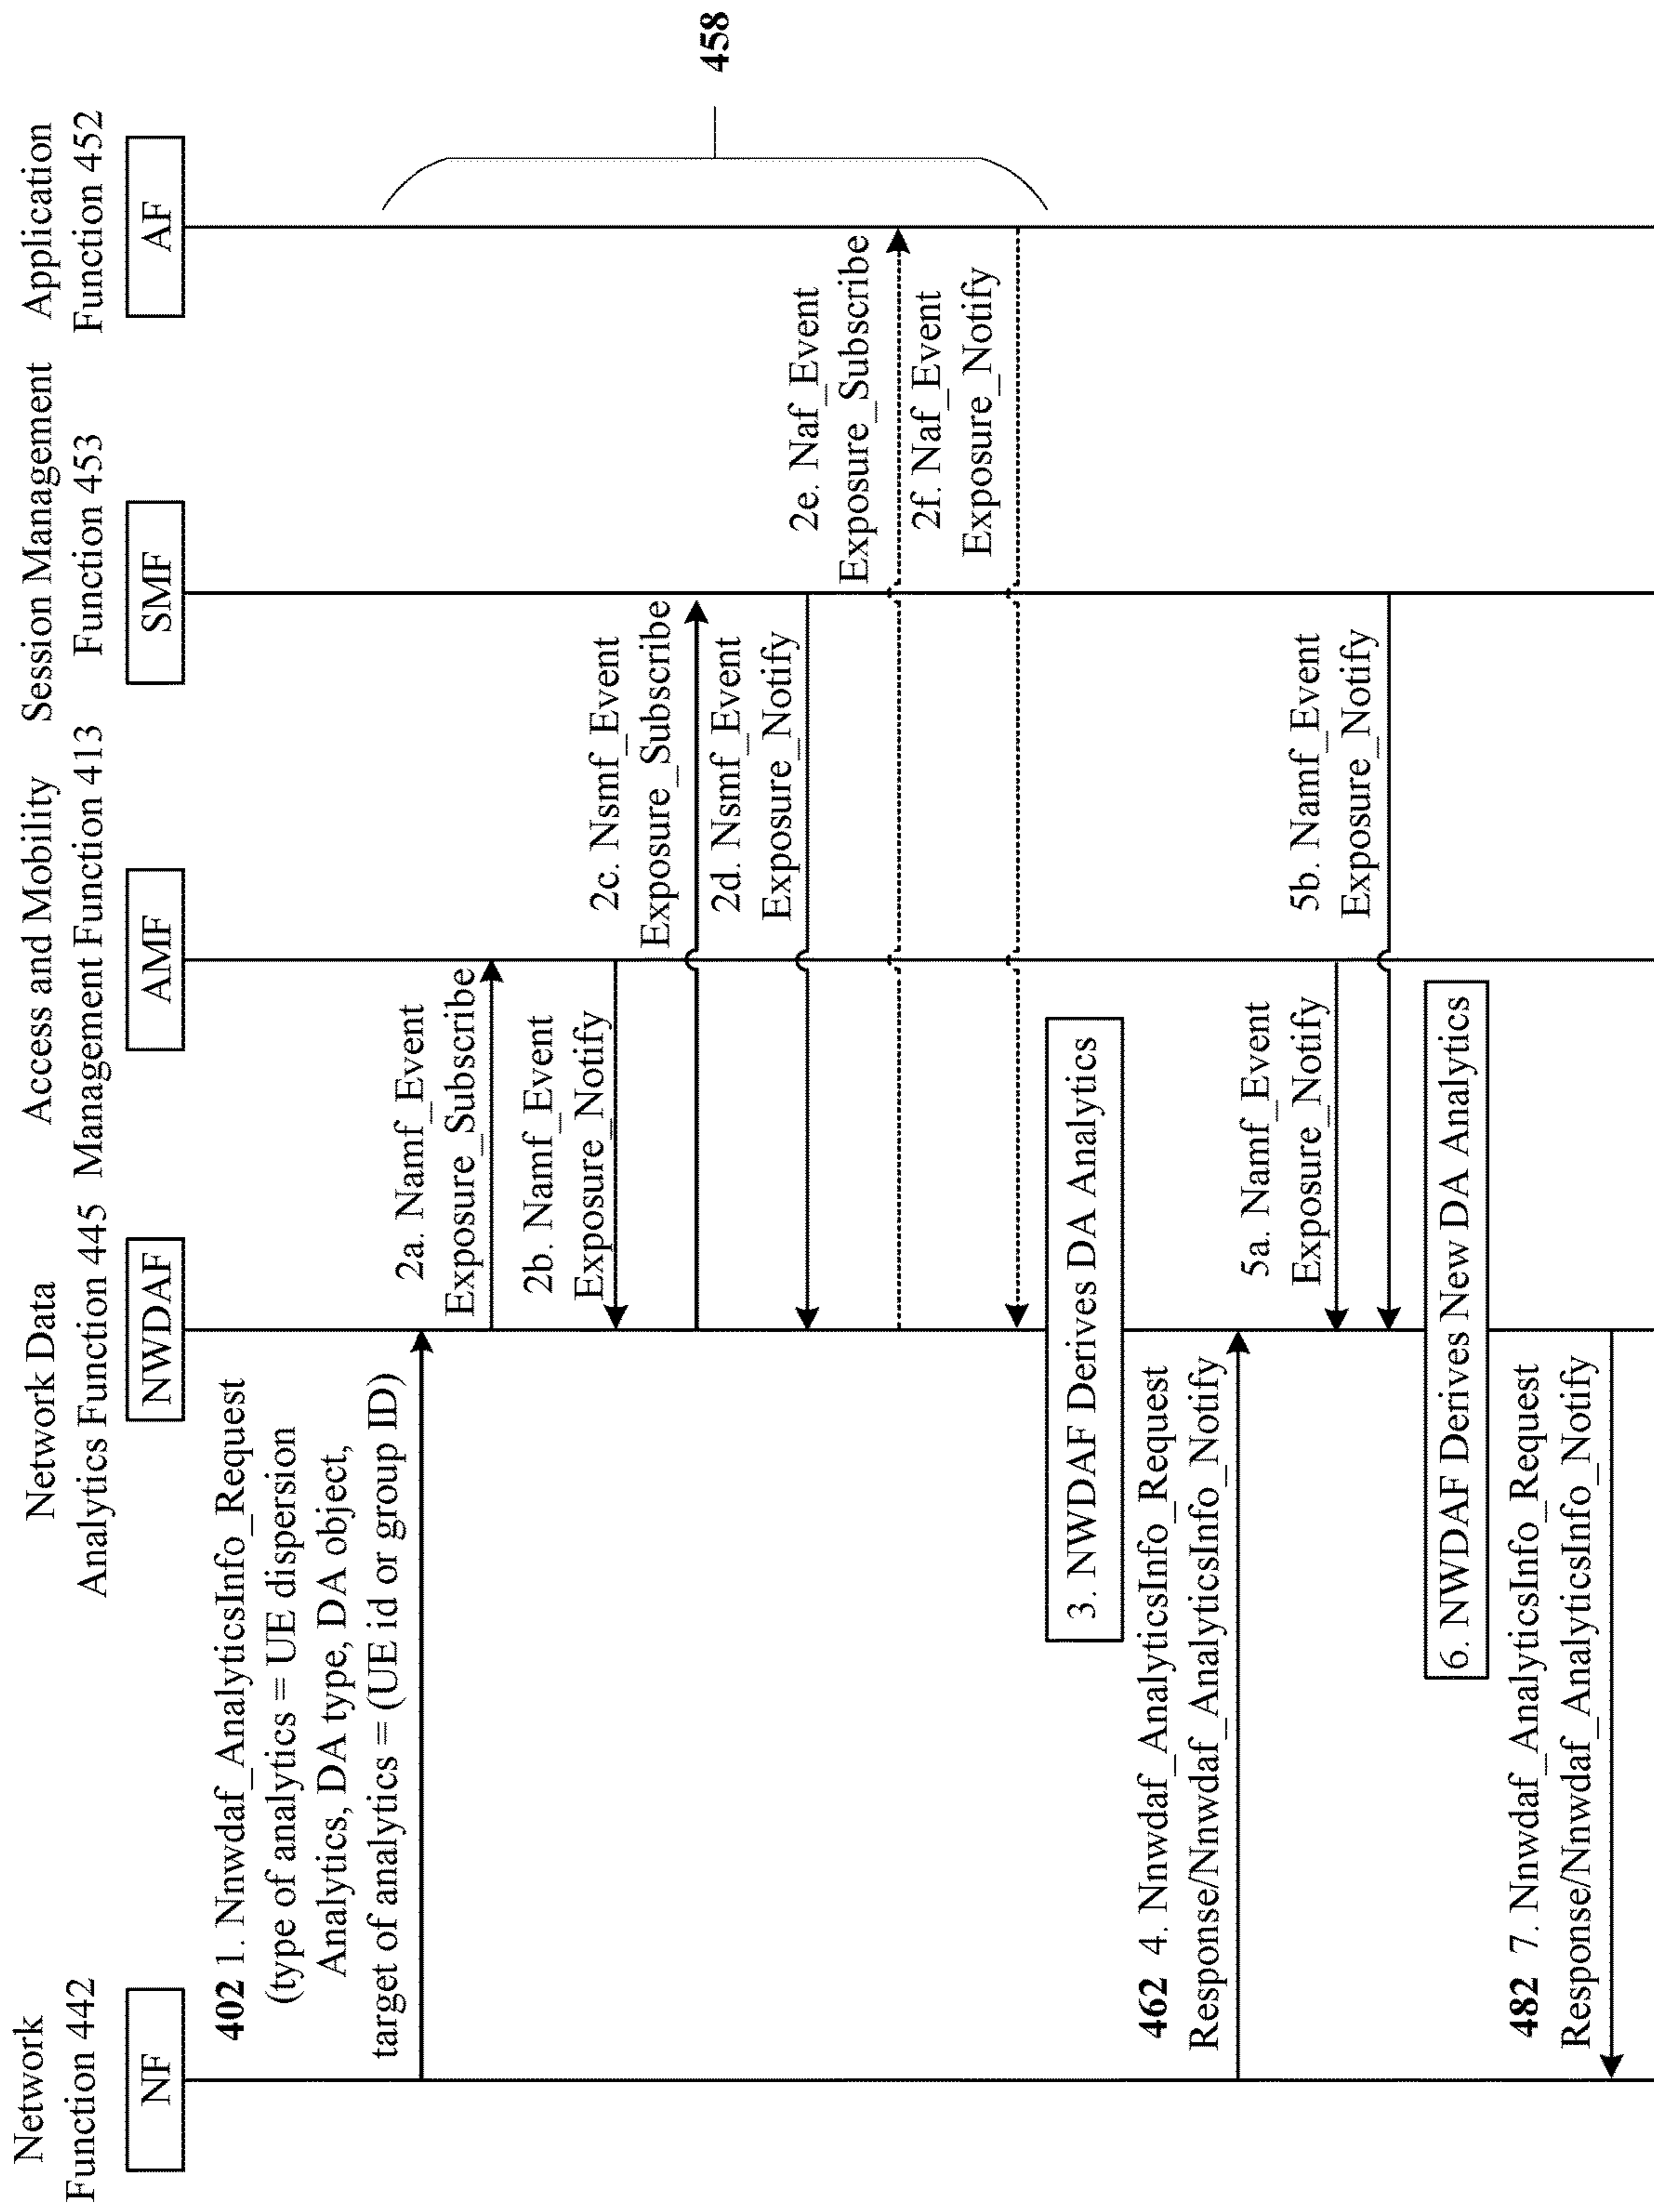 Network
Function 442
NF
Network Data
Analytics Function 445
NWDAF
Access and Mobility
Management Function 413
AMF
Session Management
Function 453
SMF
Application
Function 452
AF
402 1. Nnwdaf_AnalyticsInfo_Request
(type of analytics = UE dispersion
Analytics, DA type, DA object,
target of analytics = (UE id or group ID)
2a. Namf_Event
Exposure_Subscribe
2b. Namf_Event
Exposure_Notify
2c. Nsmf_Event
Exposure_Subscribe
2d. Nsmf_Event
Exposure_Notify
2e. Naf_Event
Exposure_Subscribe
2f. Naf_Event
Exposure_Notify
458
3. NWDAF Derives DA Analytics
462 4. Nnwdaf_AnalyticsInfo_Request
Response/Nnwdaf_AnalyticsInfo_Notify
5a. Namf_Event
Exposure_Notify
5b. Namf_Event
Exposure_Notify
6. NWDAF Derives New DA Analytics
482 7. Nnwdaf_AnalyticsInfo_Request
Response/Nnwdaf_AnalyticsInfo_Notify